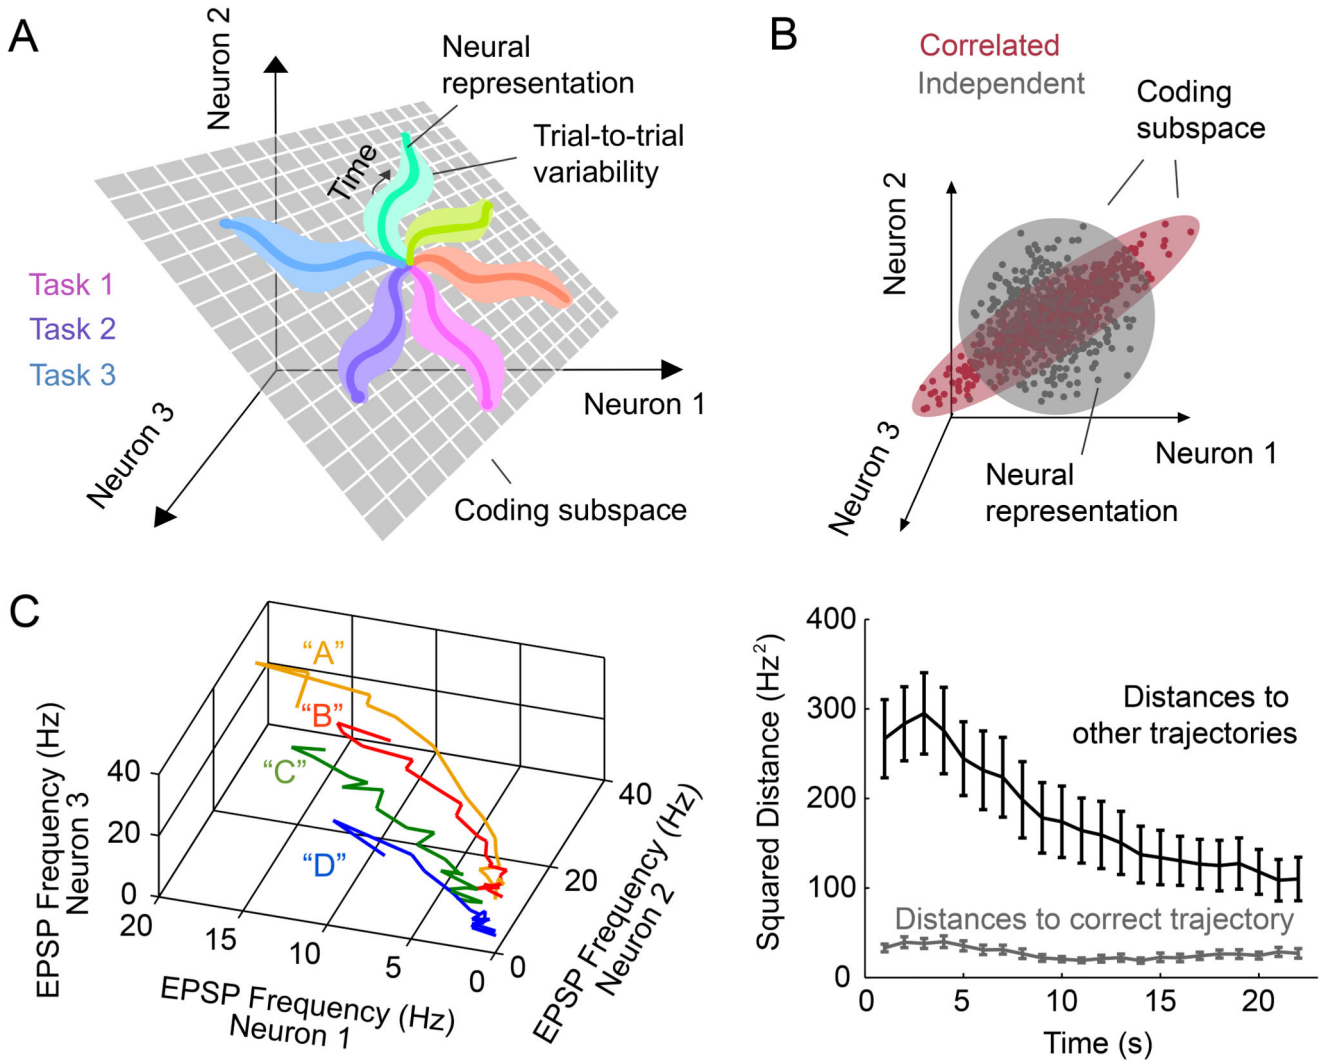 A
Neuron 2
Neural
representation
Trial-to-trial
variability
Time
Task 1
Task 2
Task 3
Neuron 1
Neuron 3
Coding subspace
B
Correlated
Independent
Coding
subspace
Neuron 2
Neuron 1
Neuron 3
Neural
representation
C
"A"
"B"
"C"
"D"
EPSP Frequency (Hz)
Neuron 3
40
20
0
20
15
10
5
0
EPSP Frequency (Hz)
Neuron 1
0
20
40
EPSP Frequency (Hz)
Neuron 2
Squared Distance (Hz²)
400
300
200
100
0
Distances to
other trajectories
Distances to correct trajectory
0
5
10
15
20
Time (s)